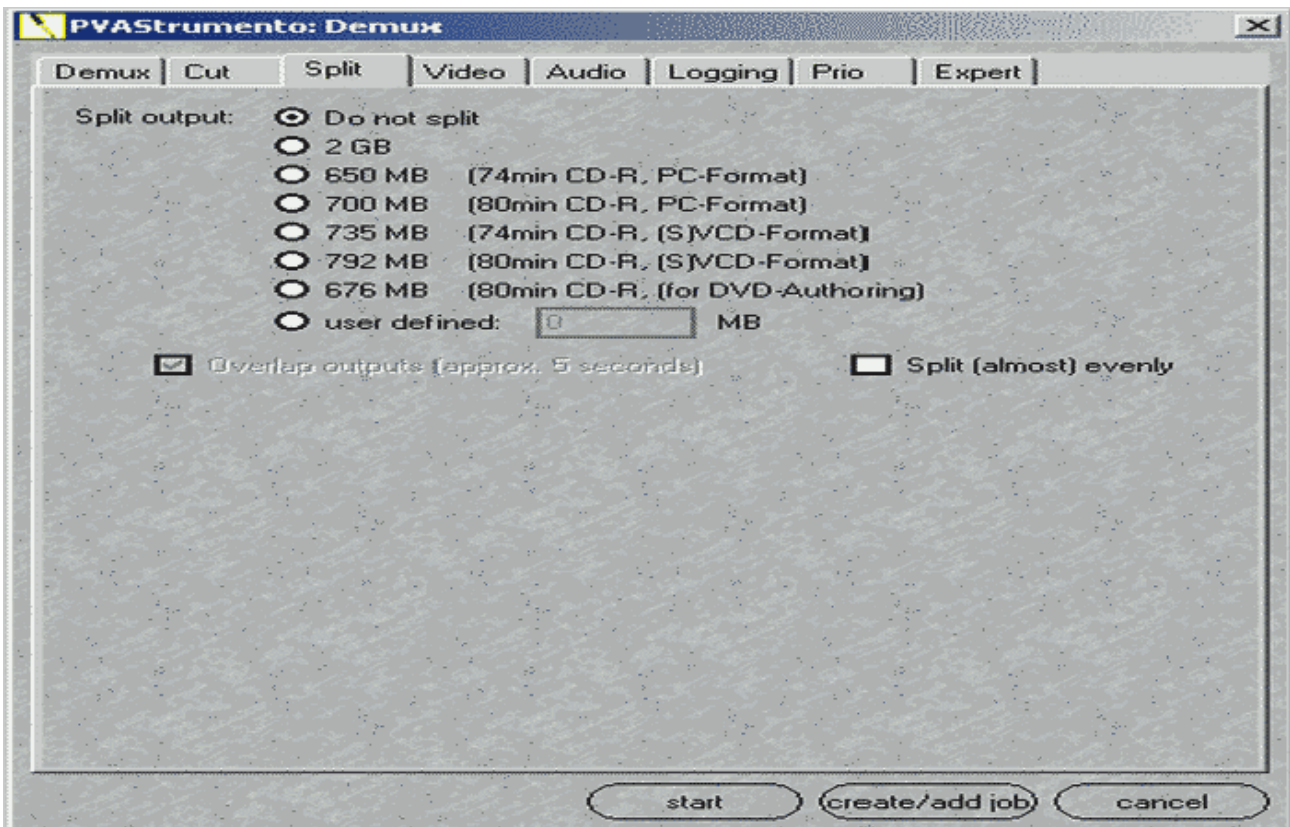 PVAStrumento: Demux
Demux Cut Split Video Audio Logging Prio Expert
Split output: Do not split
2 GB
650 MB (74min CD-R, PC-Format)
700 MB (80min CD-R, PC-Format)
735 MB (74min CD-R, (S)VCD-Format)
792 MB (80min CD-R, (S)VCD-Format)
676 MB (80min CD-R, (for DVD-Authoring)
user defined: 0 MB
Overlap outputs (approx. 5 seconds) Split (almost) evenly
start create/add job cancel